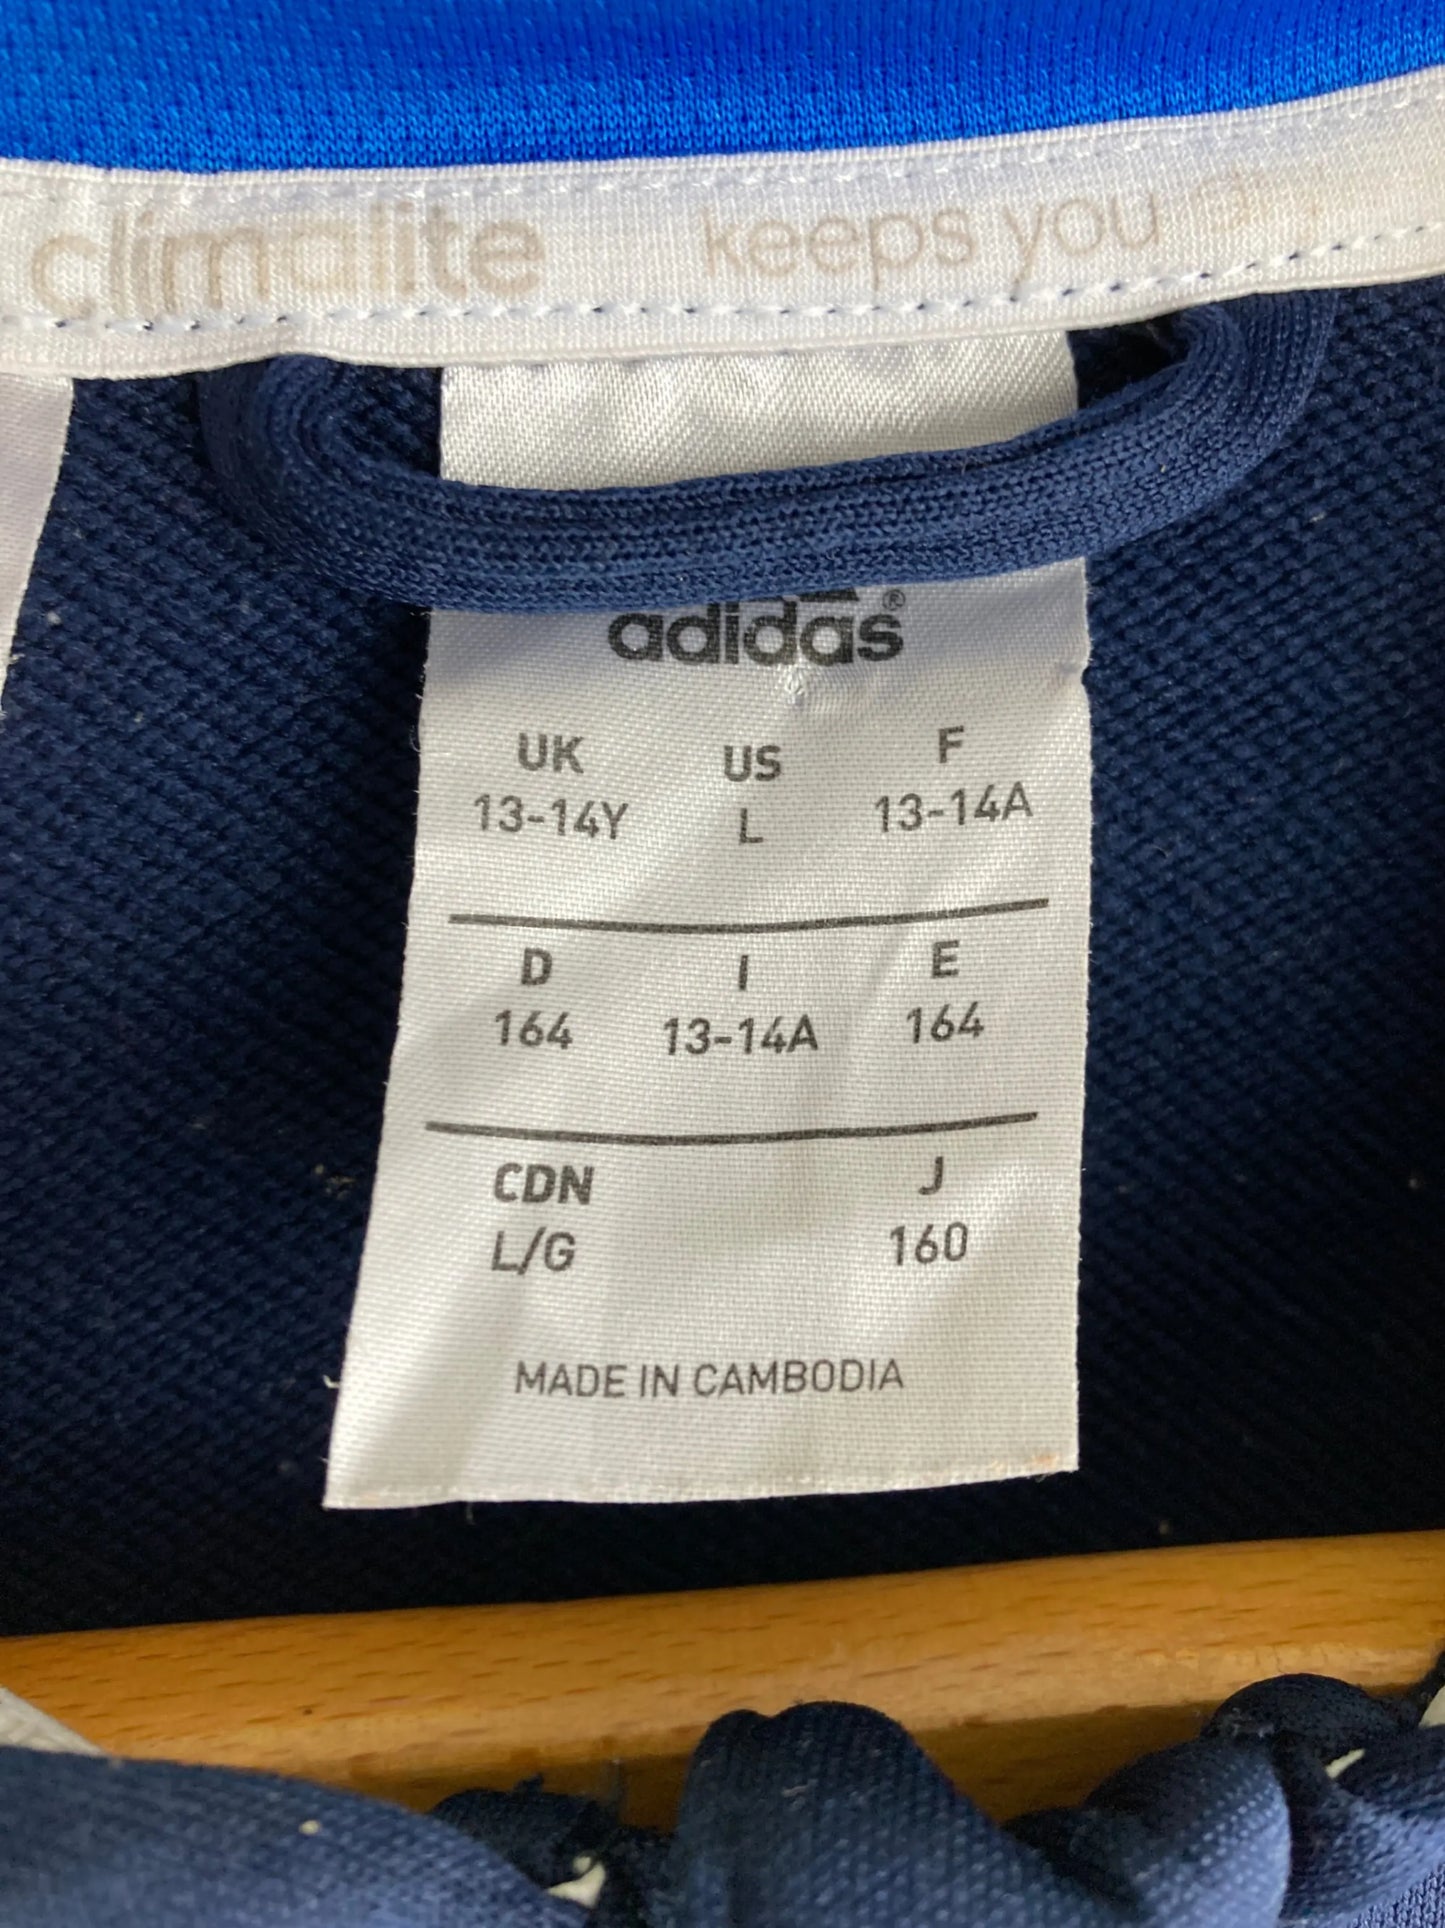 climalite keeps you
adidas®
UK US F
13-14Y L 13-14A
D I E
164 13-14A 164
CDN J
L/G 160
MADE IN CAMBODIA